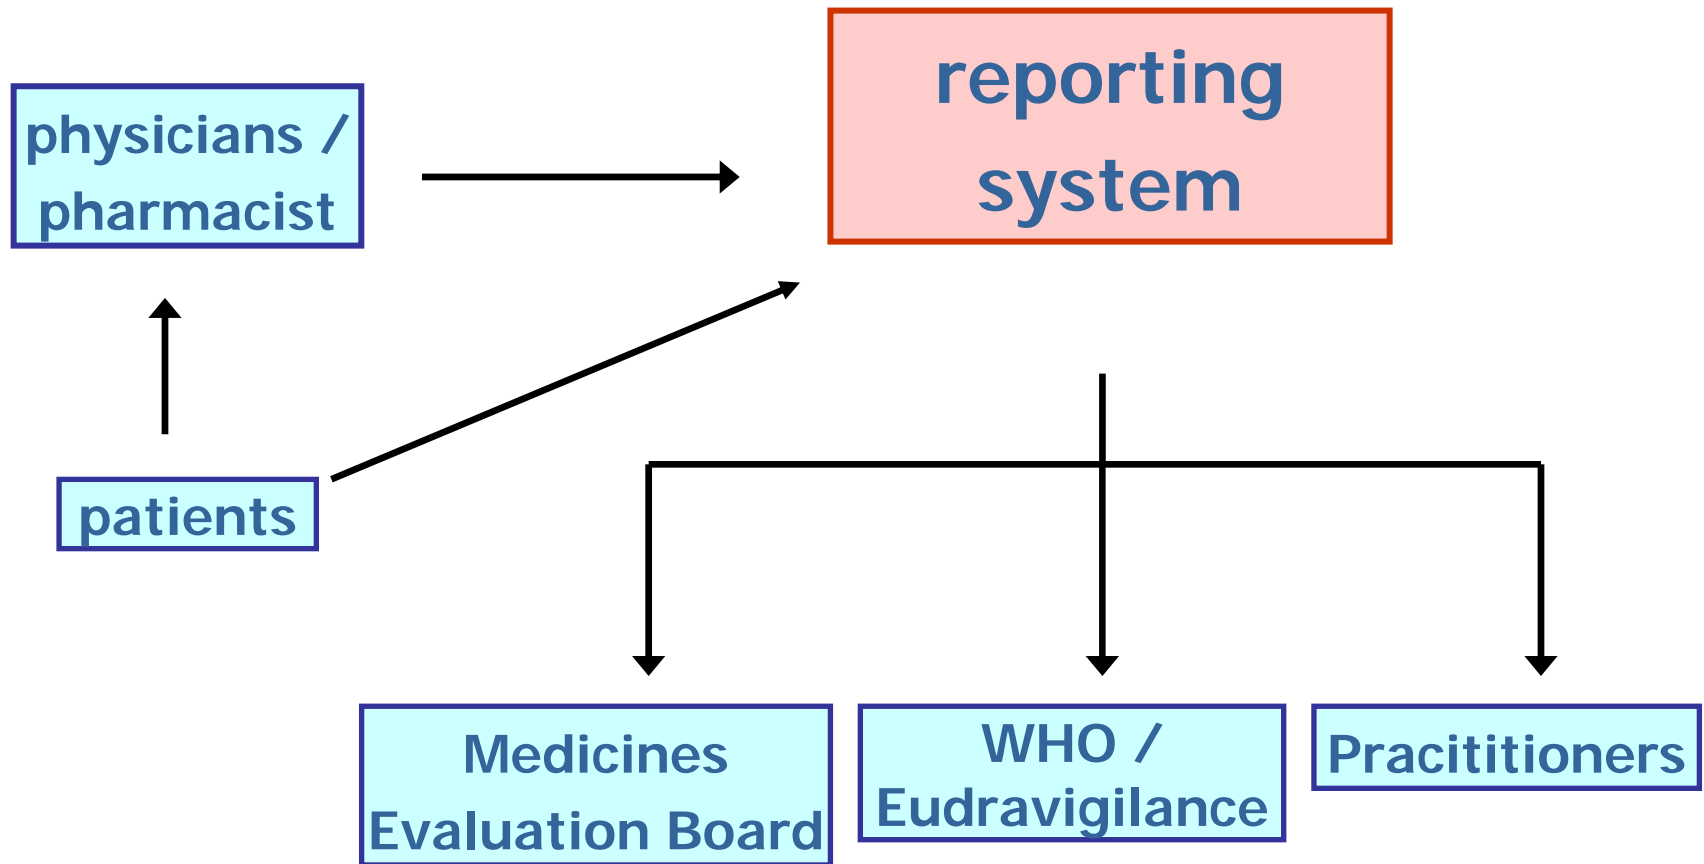 reporting
system
physicians /
pharmacist
patients
Medicines
Evaluation Board
WHO /
Eudravigilance
Pracititioners